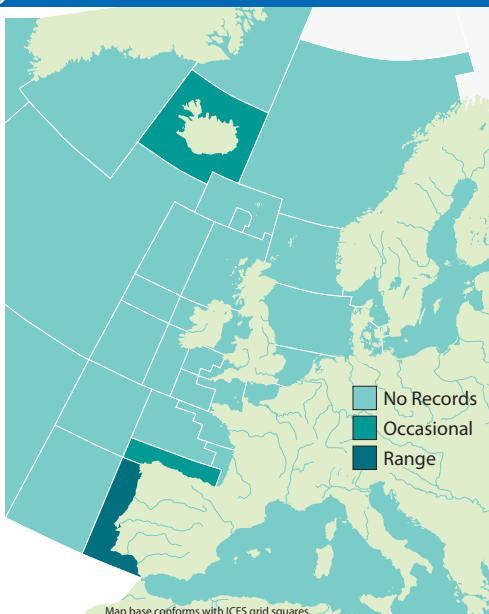 No Records
Occasional
Range
Map base conforms with ICES grid squares.